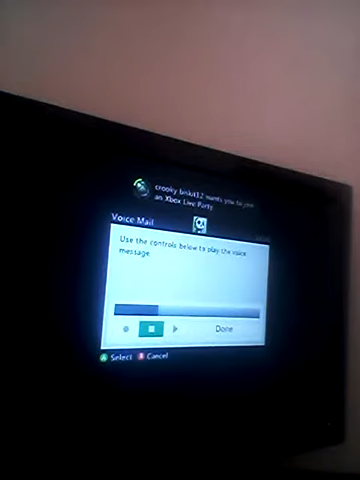 crooky biskit12 wants you to join
an Xbox Live Party
Voice Mail
Use the controls below to play the voice
message.
Done
A Select B Cancel